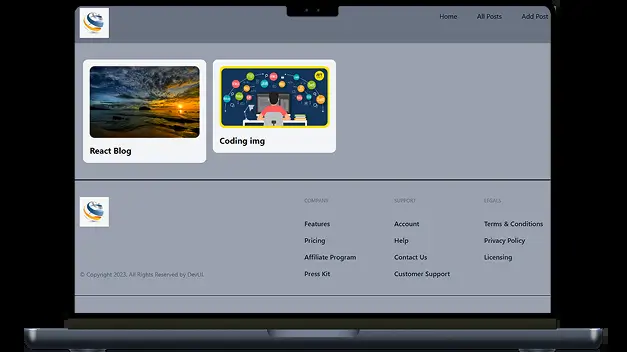 Home All Posts Add Post
React Blog
Coding img
COMPANY SUPPORT LEGALS
Features Account Terms & Conditions
Pricing Help Privacy Policy
Affiliate Program Contact Us Licensing
Press Kit Customer Support
© Copyright 2023. All Rights Reserved by DevUI.